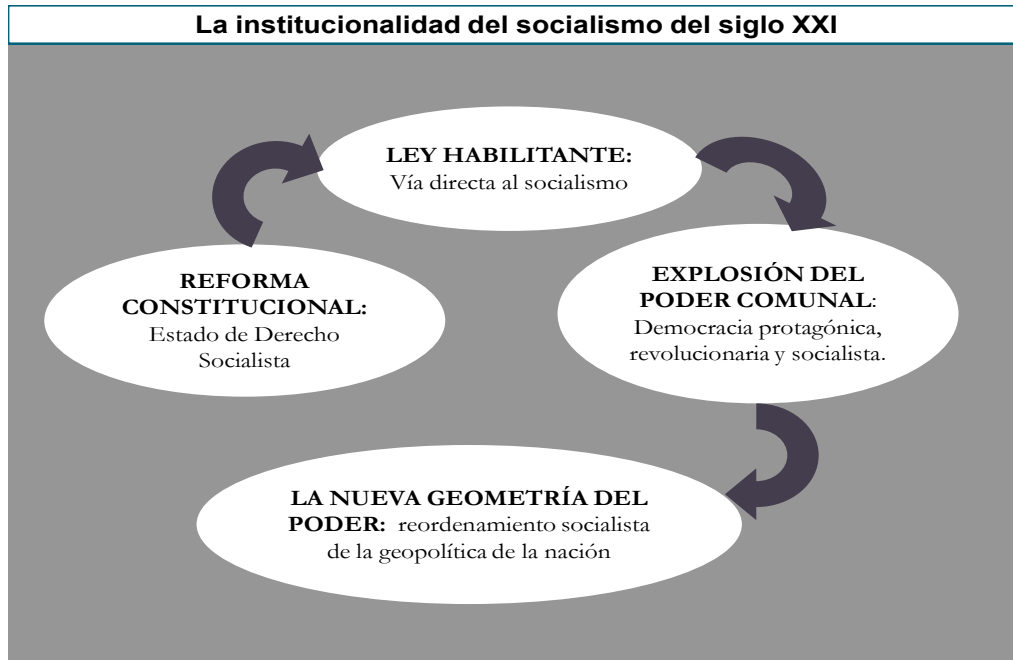 La institucionalidad del socialismo del siglo XXI
LEY HABILITANTE:
Vía directa al socialismo
REFORMA
CONSTITUCIONAL:
Estado de Derecho
Socialista
EXPLOSIÓN DEL
PODER COMUNAL:
Democracia protagónica,
revolucionaria y socialista.
LA NUEVA GEOMETRÍA DEL
PODER: reordenamiento socialista
de la geopolítica de la nación